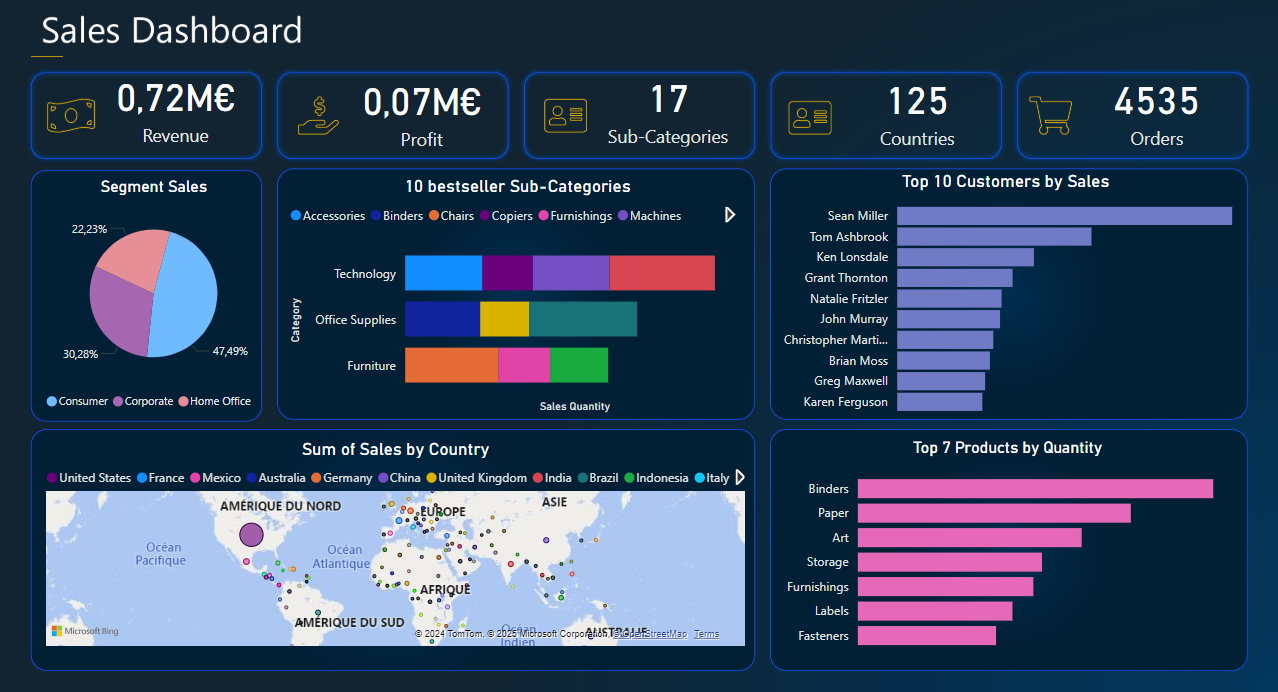 Sales Dashboard
0,72M€
Revenue
0,07M€
Profit
17
Sub-Categories
125
Countries
4535
Orders
Segment Sales
22,23%
30,28%
47,49%
Consumer Corporate Home Office
10 bestseller Sub-Categories
Accessories Binders Chairs Copiers Furnishings Machines
Category
Technology
Office Supplies
Furniture
Sales Quantity
Top 10 Customers by Sales
Sean Miller
Tom Ashbrook
Ken Lonsdale
Grant Thornton
Natalie Fritzler
John Murray
Christopher Marti...
Brian Moss
Greg Maxwell
Karen Ferguson
Sum of Sales by Country
United States France Mexico Australia Germany China United Kingdom India Brazil Indonesia Italy
AMÉRIQUE DU NORD
EUROPE
ASIE
Océan
Pacifique
Océan
Atlantique
AFRIQUE
AMÉRIQUE DU SUD
Océan
Indien
AUSTRALIE
Microsoft Bing
© 2024 TomTom, © 2025 Microsoft Corporation, © OpenStreetMap Terms
Top 7 Products by Quantity
Binders
Paper
Art
Storage
Furnishings
Labels
Fasteners